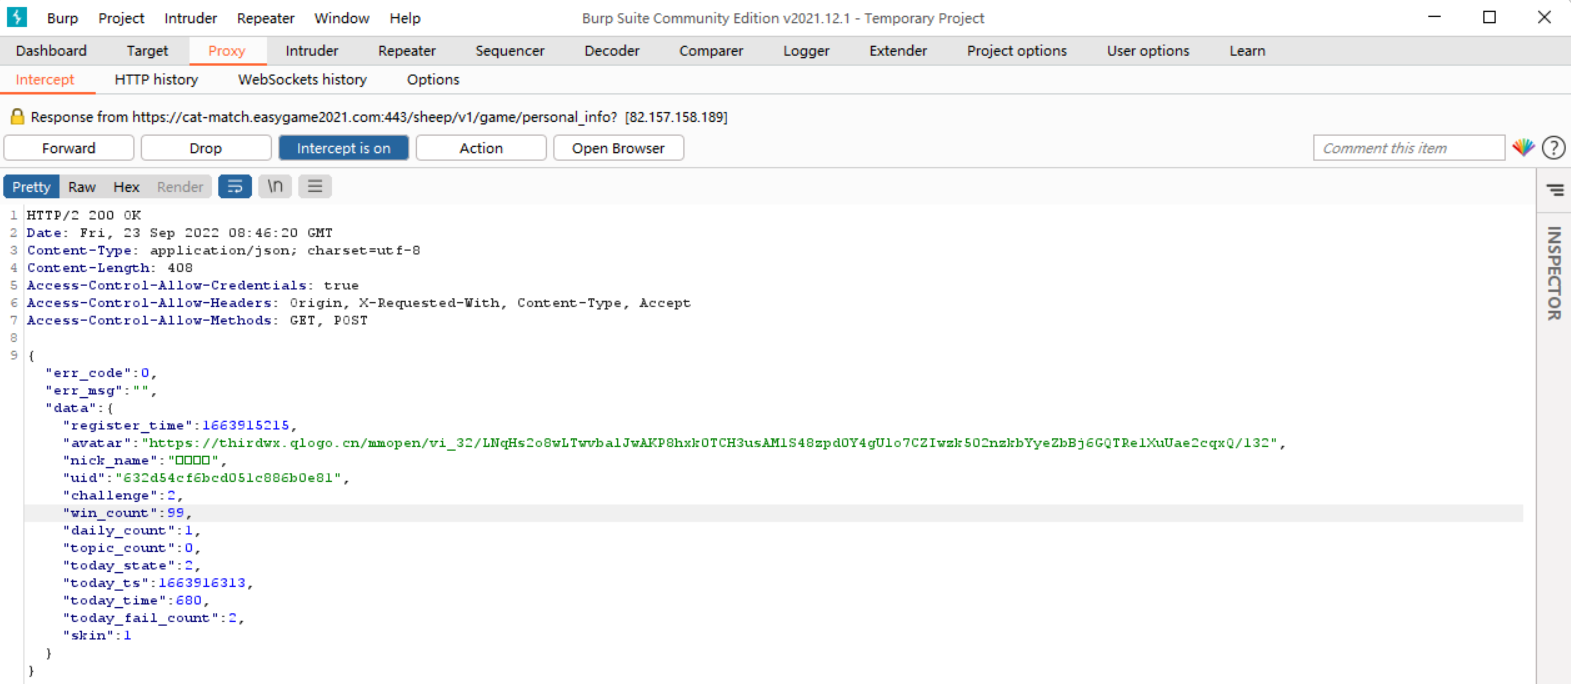 Burp Project Intruder Repeater Window Help Burp Suite Community Edition v2021.12.1 - Temporary Project
Dashboard Target Proxy Intruder Repeater Sequencer Decoder Comparer Logger Extender Project options User options Learn
Intercept HTTP history WebSockets history Options
Response from https://cat-match.easygame2021.com:443/sheep/v1/game/personal_info? [82.157.158.189]
Forward Drop Intercept is on Action Open Browser Comment this item ?
Pretty Raw Hex Render \n
INSPECTOR
1 HTTP/2 200 OK
2 Date: Fri, 23 Sep 2022 08:46:20 GMT
3 Content-Type: application/json; charset=utf-8
4 Content-Length: 408
5 Access-Control-Allow-Credentials: true
6 Access-Control-Allow-Headers: Origin, X-Requested-With, Content-Type, Accept
7 Access-Control-Allow-Methods: GET, POST
8
9 {
"err_code":0,
"err_msg":"",
"data":{
"register_time":1663915215,
"avatar":"https://thirdwx.qlogo.cn/mmopen/vi_32/LNqHs2o8wLTwvbalJwAKP8hxk0TCH3usAMlS48zpd0Y4gUlo7CZIwzk502nzkbYyeZbBj6GQTRelXuUae2cqxQ/132",
"nick_name":"□□□□",
"uid":"632d54cf6bcd051c886b0e81",
"challenge":2,
"win_count":99,
"daily_count":1,
"topic_count":0,
"today_state":2,
"today_ts":1663916313,
"today_time":680,
"today_fail_count":2,
"skin":1
}
}